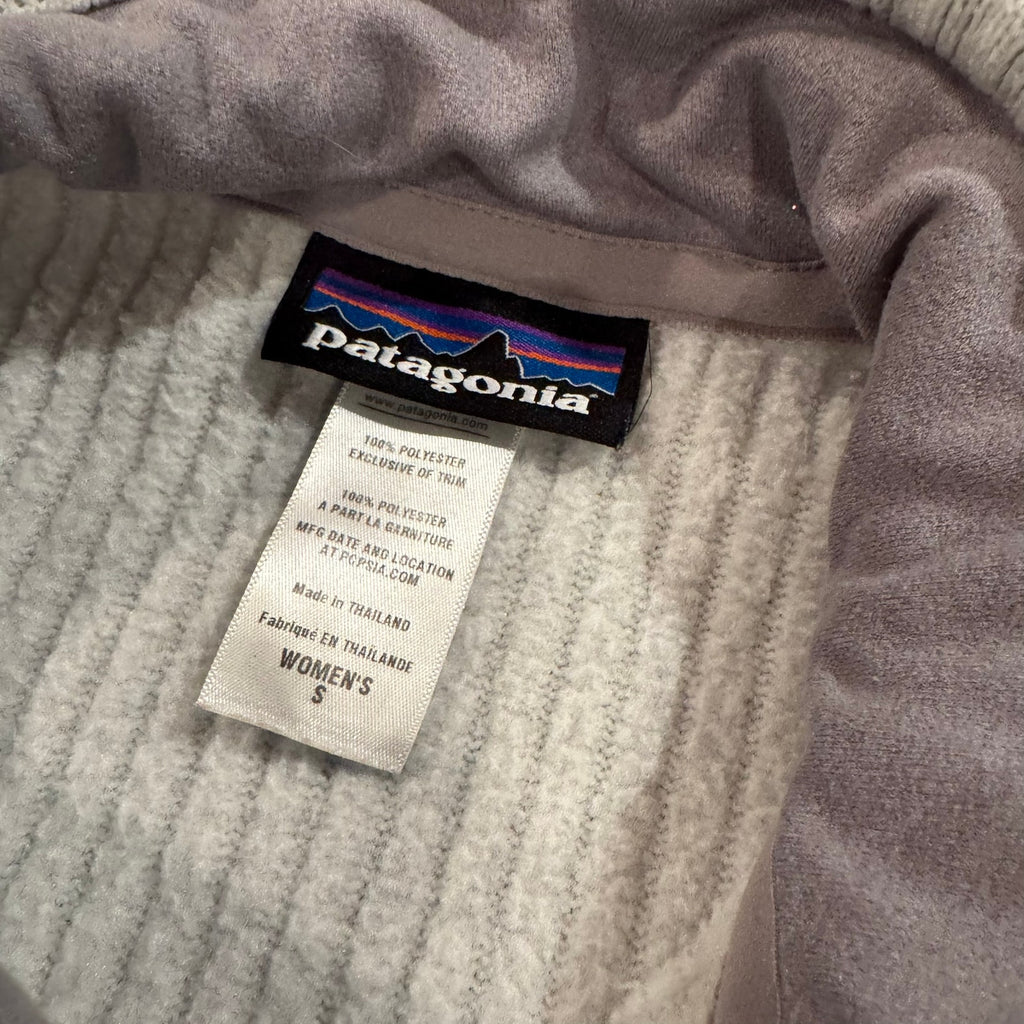 patagonia
www.patagonia.com
100% POLYESTER
EXCLUSIVE OF TRIM
100% POLYESTER
A PART LA GARNITURE
MFG DATE AND LOCATION
AT PCPSIA.COM
Made in THAILAND
Fabriqué EN THAILANDE
WOMEN'S
S